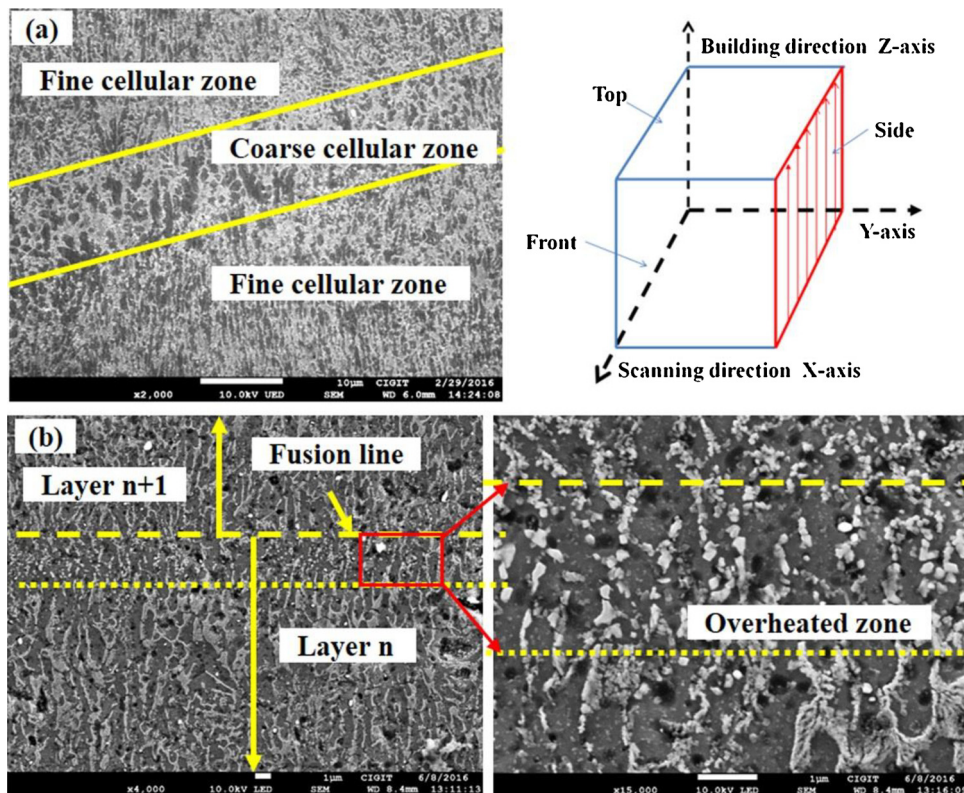 (a)
Fine cellular zone
Coarse cellular zone
Fine cellular zone
10μm CIGIT 2/29/2016
x2,000 10.0kV UED SEM WD 6.0mm 14:24:08
Building direction Z-axis
Top
Side
Y-axis
Front
Scanning direction X-axis
(b)
Fusion line
Layer n+1
Layer n
1μm CIGIT 6/8/2016
x4,000 10.0kV LED SEM WD 8.4mm 13:11:13
Overheated zone
1μm CIGIT 6/8/2016
x15,000 10.0kV LED SEM WD 8.4mm 13:16:09